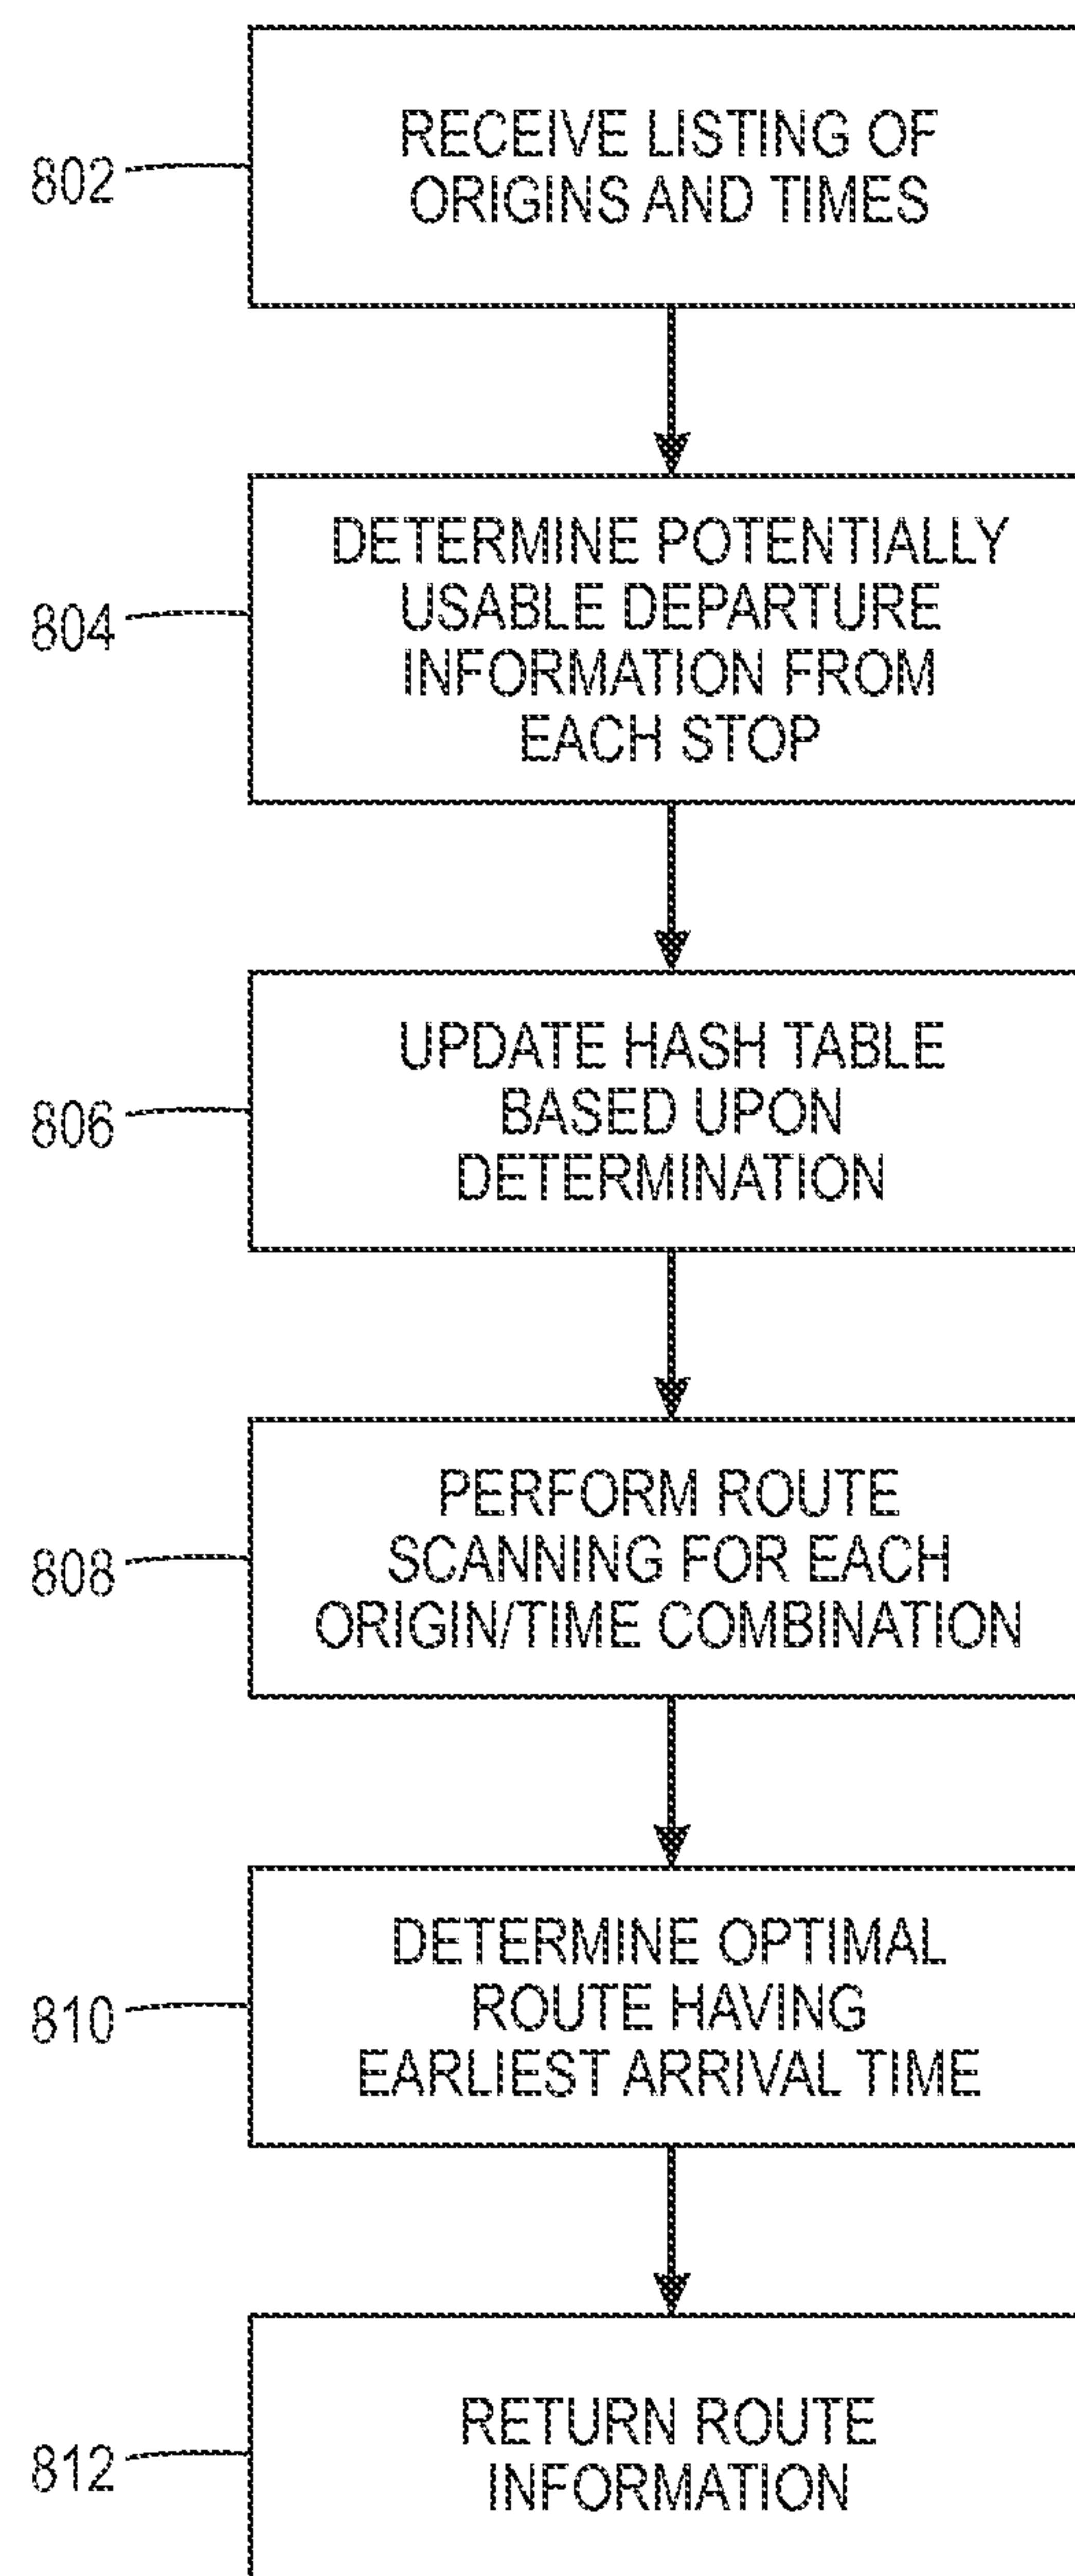 802
RECEIVE LISTING OF
ORIGINS AND TIMES
804
DETERMINE POTENTIALLY
USABLE DEPARTURE
INFORMATION FROM
EACH STOP
806
UPDATE HASH TABLE
BASED UPON
DETERMINATION
808
PERFORM ROUTE
SCANNING FOR EACH
ORIGIN/TIME COMBINATION
810
DETERMINE OPTIMAL
ROUTE HAVING
EARLIEST ARRIVAL TIME
812
RETURN ROUTE
INFORMATION